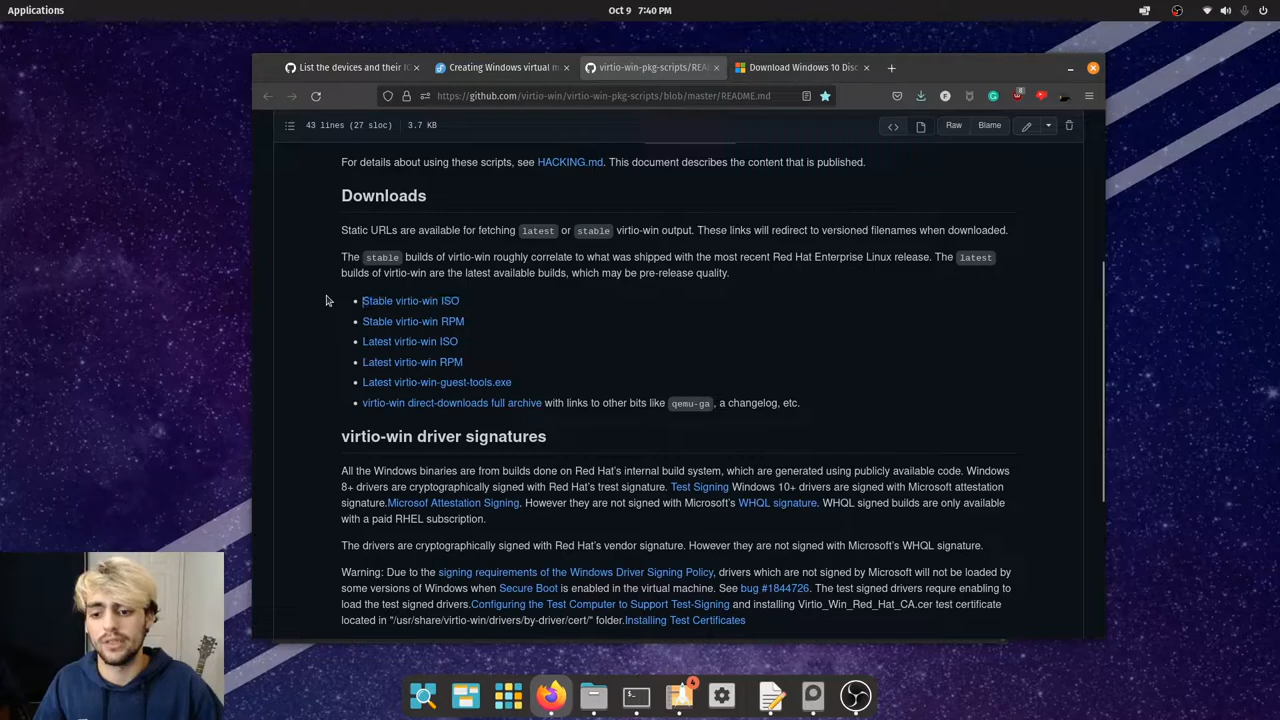 Applications
Oct 9 7:40 PM
List the devices and their IO
Creating Windows virtual m
virtio-win-pkg-scripts/REA
Download Windows 10 Disc
https://github.com/virtio-win/virtio-win-pkg-scripts/blob/master/README.md
8
43 lines (27 sloc) 3.7 KB
Raw Blame
For details about using these scripts, see HACKING.md. This document describes the content that is published.
Downloads
Static URLs are available for fetching latest or stable virtio-win output. These links will redirect to versioned filenames when downloaded.
The stable builds of virtio-win roughly correlate to what was shipped with the most recent Red Hat Enterprise Linux release. The latest
builds of virtio-win are the latest available builds, which may be pre-release quality.
• Stable virtio-win ISO
• Stable virtio-win RPM
• Latest virtio-win ISO
• Latest virtio-win RPM
• Latest virtio-win-guest-tools.exe
• virtio-win direct-downloads full archive with links to other bits like qemu-ga, a changelog, etc.
virtio-win driver signatures
All the Windows binaries are from builds done on Red Hat's internal build system, which are generated using publicly available code. Windows
8+ drivers are cryptographically signed with Red Hat's trest signature. Test Signing Windows 10+ drivers are signed with Microsoft attestation
signature.Microsof Attestation Signing. However they are not signed with Microsoft's WHQL signature. WHQL signed builds are only available
with a paid RHEL subscription.
The drivers are cryptographically signed with Red Hat's vendor signature. However they are not signed with Microsoft's WHQL signature.
Warning: Due to the signing requirements of the Windows Driver Signing Policy, drivers which are not signed by Microsoft will not be loaded by
some versions of Windows when Secure Boot is enabled in the virtual machine. See bug #1844726. The test signed drivers requre enabling to
load the test signed drivers.Configuring the Test Computer to Support Test-Signing and installing Virtio_Win_Red_Hat_CA.cer test certificate
located in "/usr/share/virtio-win/drivers/by-driver/cert/" folder.Installing Test Certificates
4